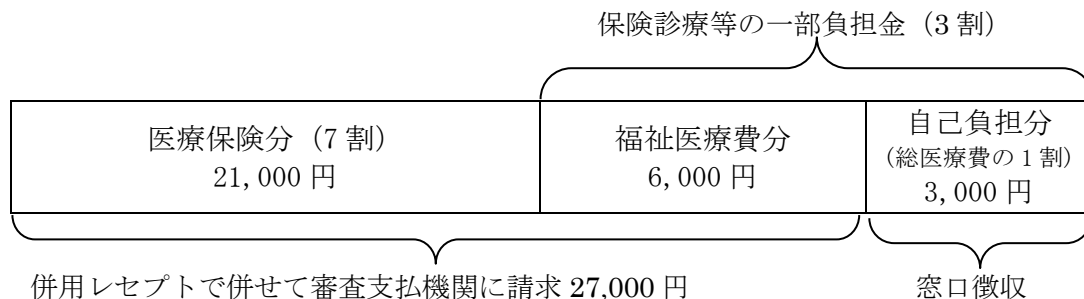 保険診療等の一部負担金（3 割）
医療保険分（7 割）
21,000 円
福祉医療費分
6,000 円
自己負担分
（総医療費の 1 割）
3,000 円
併用レセプトで併せて審査支払機関に請求 27,000 円
窓口徴収